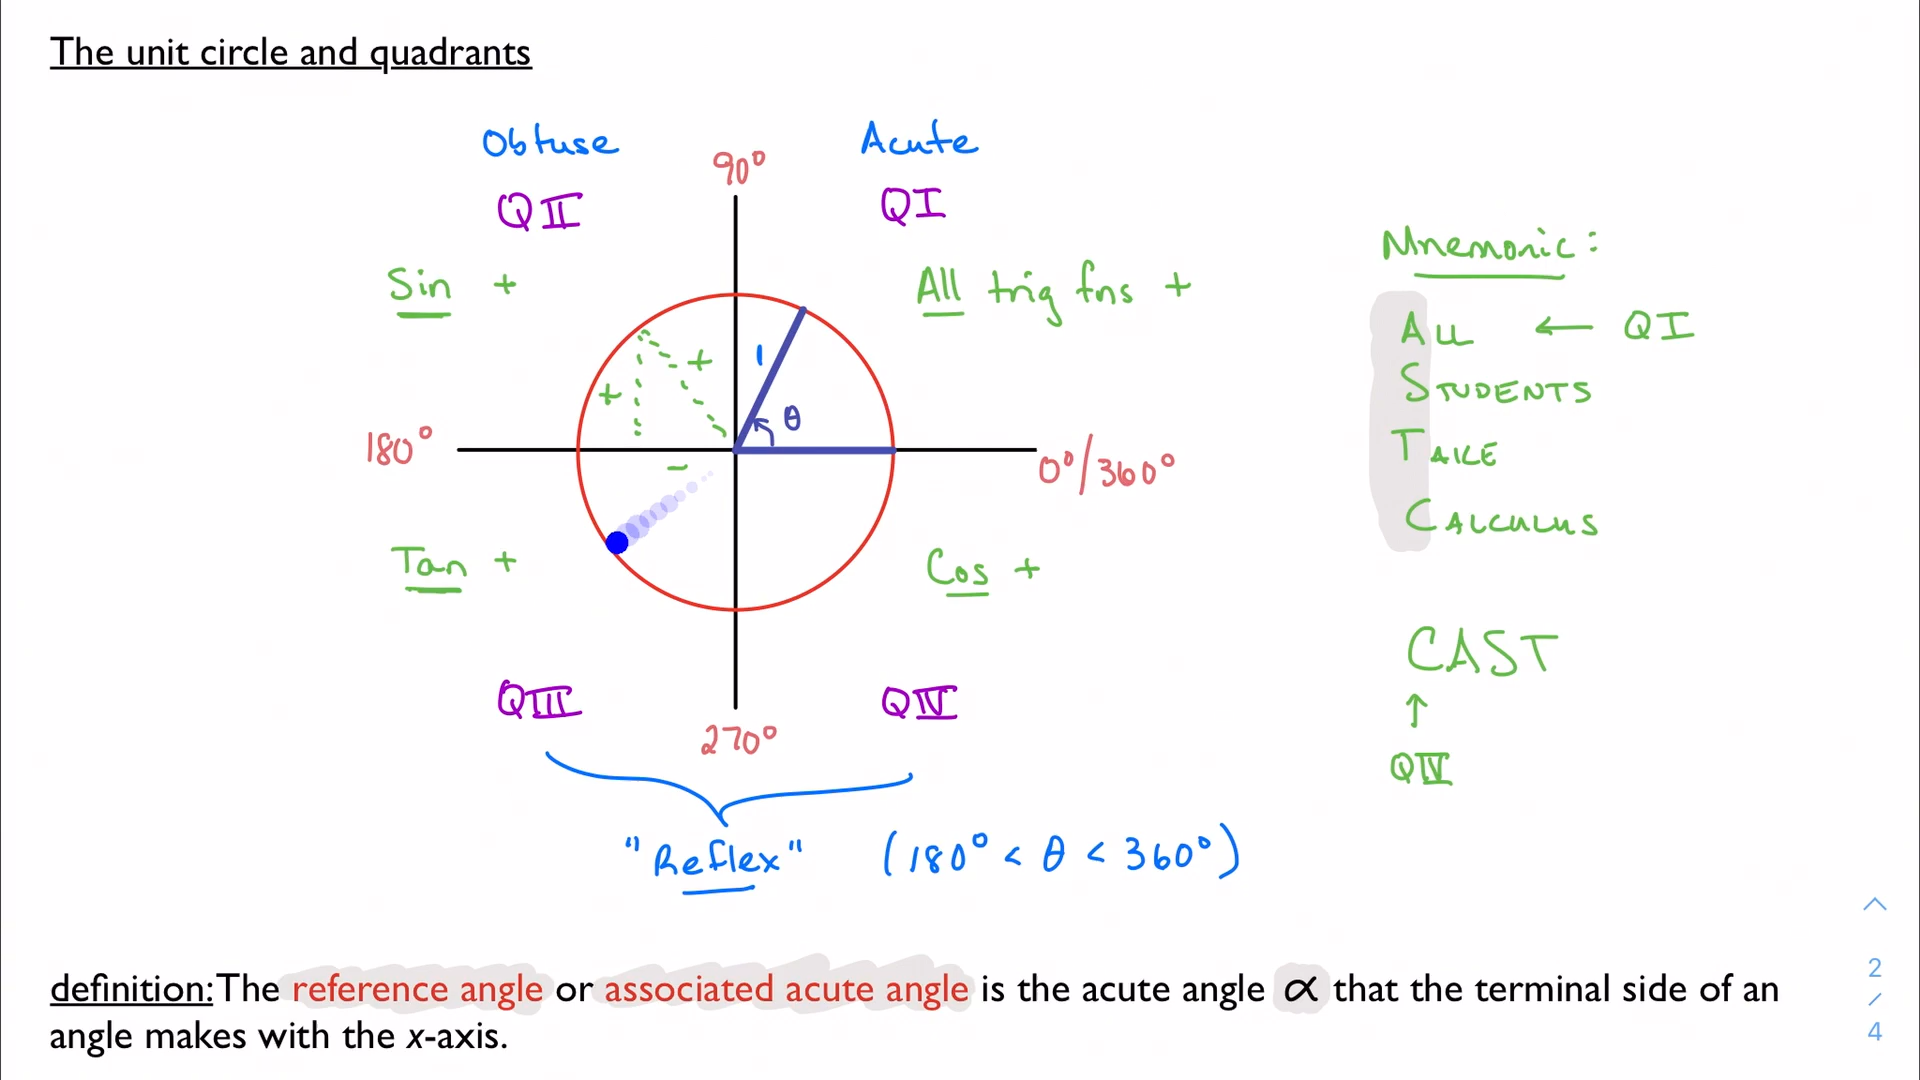 The unit circle and quadrants
Obtuse
Acute
90°
QII
QI
Sin +
All trig fns +
Mnemonic:
ALL ← QI
STUDENTS
TAKE
CALCULUS
+
+
1
θ
180°
−
0°/360°
Tan +
Cos +
CAST
↑
QIV
QIII
QIV
270°
"Reflex" (180° < θ < 360°)
definition: The reference angle or associated acute angle is the acute angle α that the terminal side of an
angle makes with the x-axis.
2
/
4